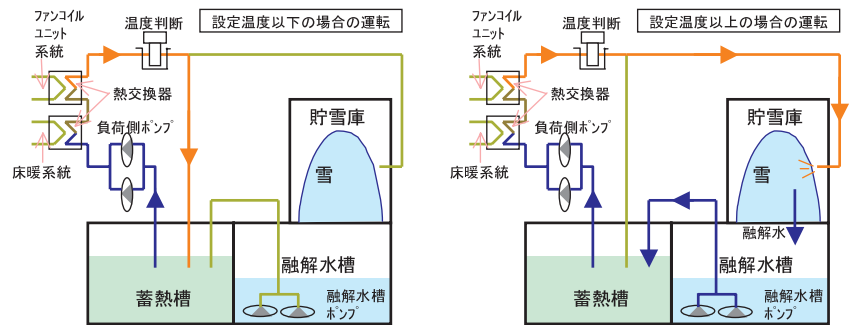 ファンコイル
ユニット
系統
温度判断
設定温度以下の場合の運転
熱交換器
負荷側ポンプ
床暖系統
貯雪庫
雪
融解水槽
蓄熱槽
融解水槽
ポンプ
ファンコイル
ユニット
系統
温度判断
設定温度以上の場合の運転
熱交換器
負荷側ポンプ
床暖系統
貯雪庫
雪
融解水
融解水槽
蓄熱槽
融解水槽
ポンプ